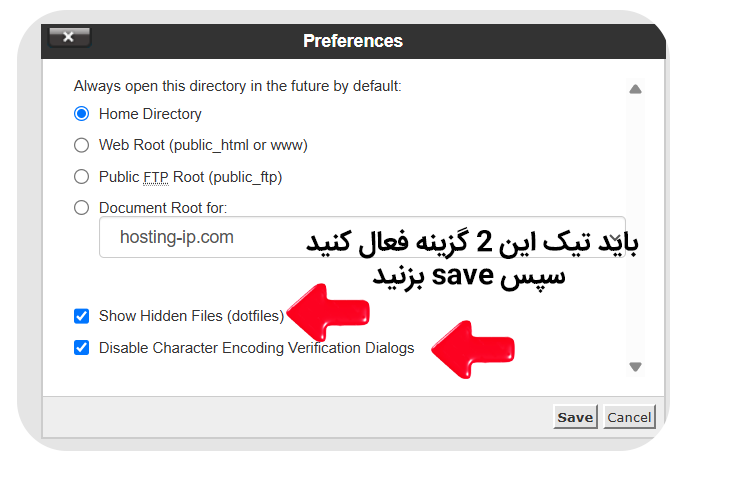 Preferences
Always open this directory in the future by default:
Home Directory
Web Root (public_html or www)
Public FTP Root (public_ftp)
Document Root for:
hosting-ip.com
باید تیک این 2 گزینه فعال کنید
سپس save بزنید
Show Hidden Files (dotfiles)
Disable Character Encoding Verification Dialogs
Save Cancel